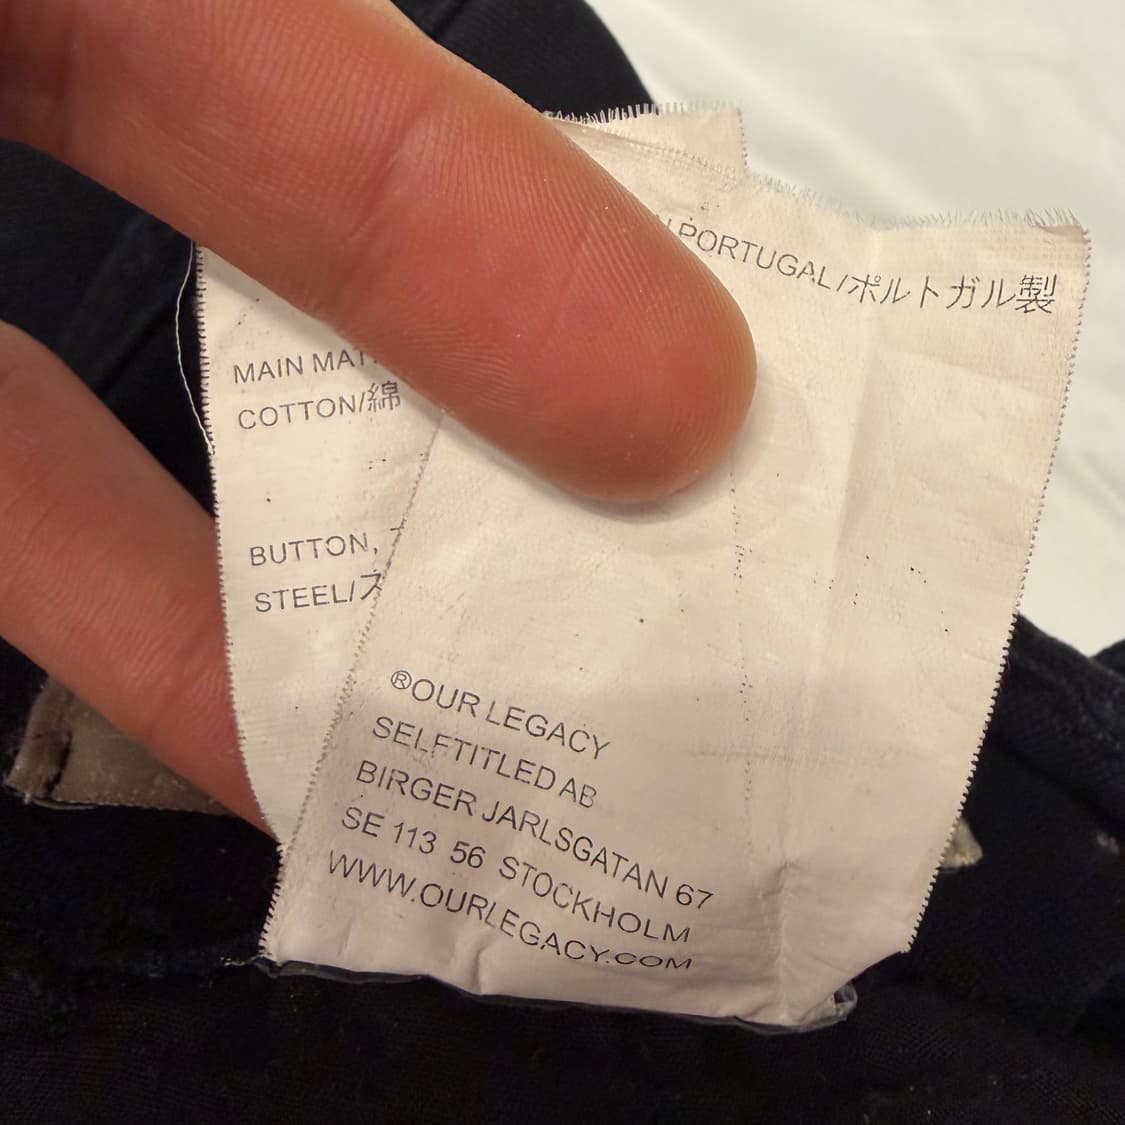 PORTUGAL/ポルトガル製
MAIN
COTTON/綿
BUTTON,
STEEL/ス
®OUR LEGACY
SELFTITLED AB
BIRGER JARLSGATAN 67
SE 113 56 STOCKHOLM
WWW.OURLEGACY.COM